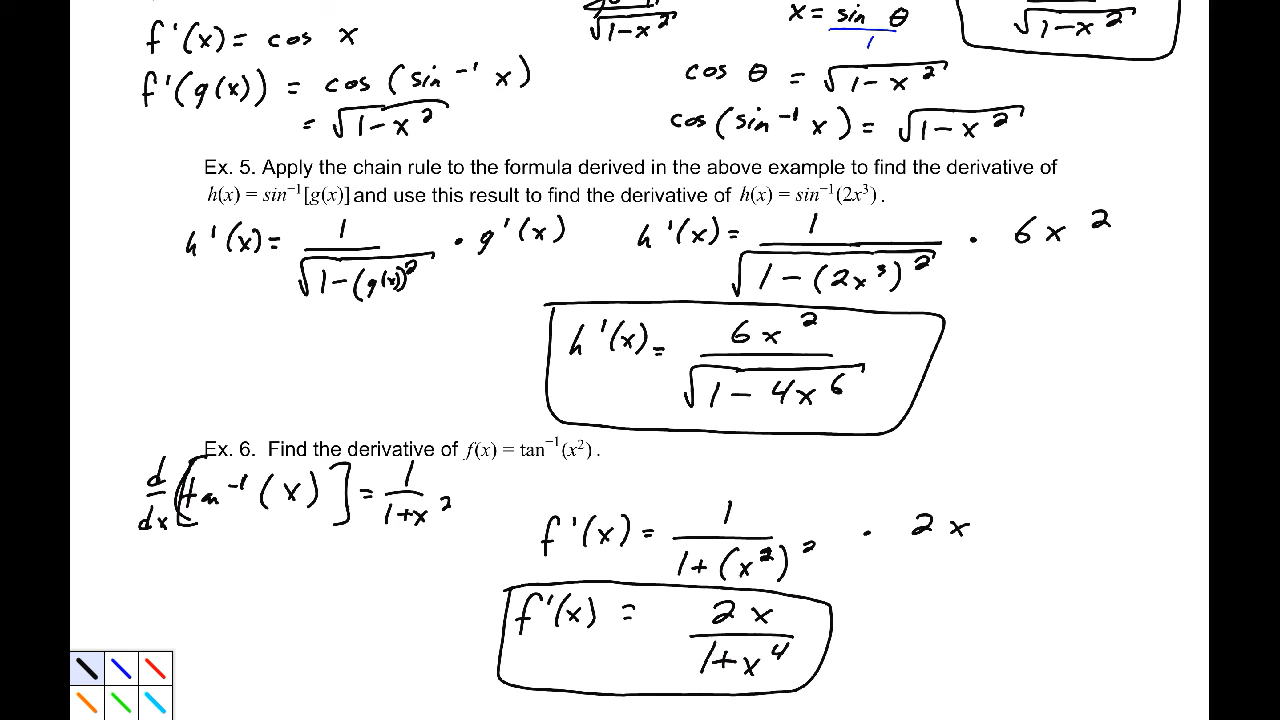 √1-x²
x = sin θ
1
√1-x²
f'(x) = cos x
f'(g(x)) = cos (sin⁻¹ x)
= √1-x²
cos θ = √1-x²
cos(sin⁻¹ x) = √1-x²
Ex. 5. Apply the chain rule to the formula derived in the above example to find the derivative of
h(x) = sin⁻¹[g(x)] and use this result to find the derivative of h(x) = sin⁻¹(2x³).
h'(x) = 1/√1-(g(x))² · g'(x)
h'(x) = 1/√1-(2x³)² · 6x²
h'(x) = 6x²/√1-4x⁶
Ex. 6. Find the derivative of f(x) = tan⁻¹(x²).
d/dx [tan⁻¹(x)] = 1/1+x²
f'(x) = 1/1+(x²)² · 2x
f'(x) = 2x/1+x⁴